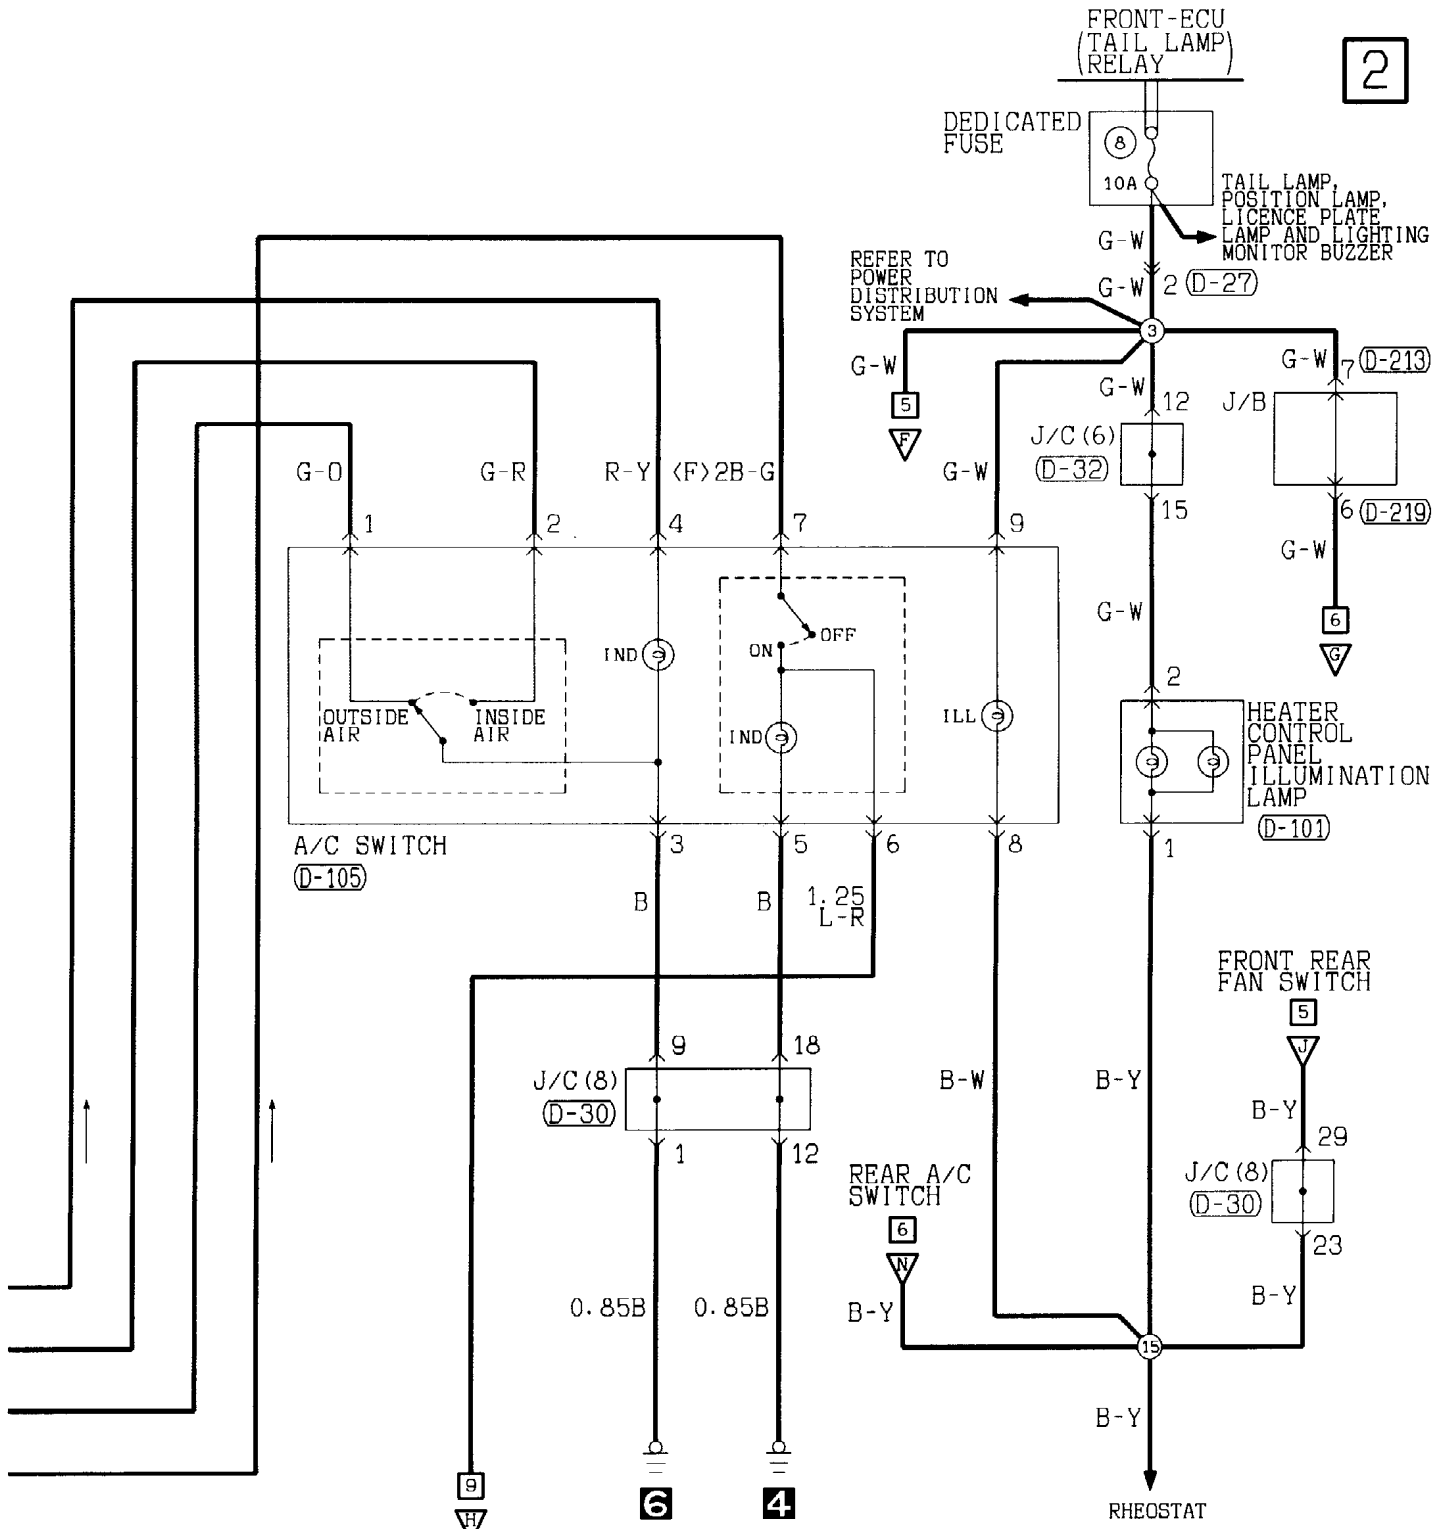 FRONT-ECU
(TAIL LAMP)
RELAY
2
DEDICATED
FUSE
8
10A
TAIL LAMP,
POSITION LAMP,
LICENCE PLATE
LAMP AND LIGHTING
MONITOR BUZZER
G-W
REFER TO
POWER
DISTRIBUTION
SYSTEM
G-W 2 (D-27)
3
G-W
G-W
G-W 7 (D-213)
5
F
12
J/B
J/C(6)
(D-32)
G-O
G-R
R-Y
<F>2B-G
G-W
15
6 (D-219)
1
2
4
7
9
G-W
G-W
6
G
OFF
ON
IND
2
OUTSIDE
AIR
INSIDE
AIR
IND
ILL
HEATER
CONTROL
PANEL
ILLUMINATION
LAMP
(D-101)
A/C SWITCH
(D-105)
3
5
6
8
1
B
B
1.25
L-R
FRONT REAR
FAN SWITCH
5
J
9
18
J/C(8)
(D-30)
B-W
B-Y
B-Y
29
1
12
REAR A/C
SWITCH
J/C(8)
(D-30)
6
N
23
0.85B
0.85B
B-Y
B-Y
15
B-Y
9
H
6
4
RHEOSTAT